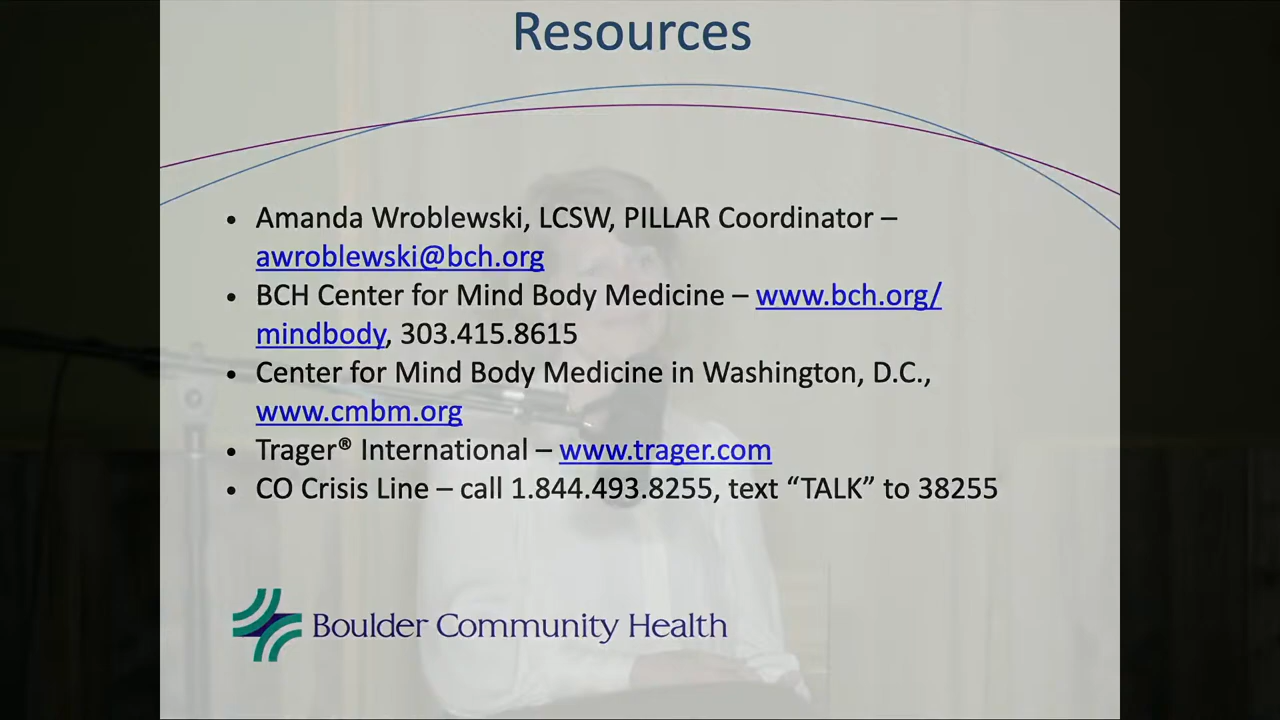 Resources
• Amanda Wroblewski, LCSW, PILLAR Coordinator –
awroblewski@bch.org
• BCH Center for Mind Body Medicine – www.bch.org/
mindbody, 303.415.8615
• Center for Mind Body Medicine in Washington, D.C.,
www.cmbm.org
• Trager® International – www.trager.com
• CO Crisis Line – call 1.844.493.8255, text “TALK” to 38255
Boulder Community Health